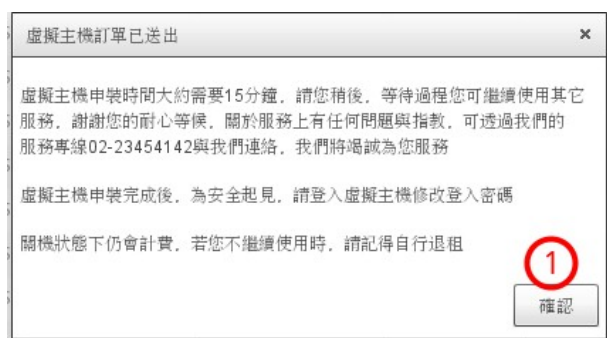 虛擬主機訂單已送出
×
虛擬主機申裝時間大約需要15分鐘，請您稍後，等待過程您可繼續使用其它
服務，謝謝您的耐心等候，關於服務上有任何問題與指教，可透過我們的
服務專線02-23454142與我們連絡，我們將竭誠為您服務
虛擬主機申裝完成後，為安全起見，請登入虛擬主機修改登入密碼
關機狀態下仍會計費，若您不繼續使用時，請記得自行退租
1
確認